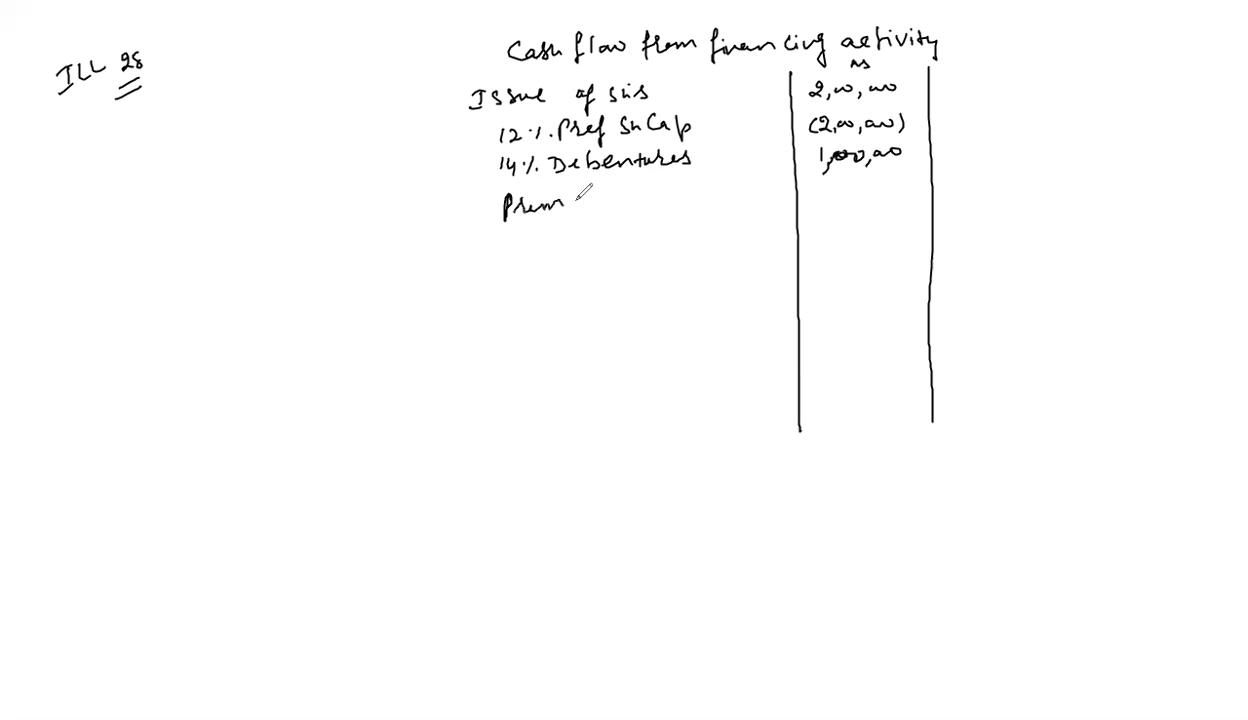 ILL 28
Cash flow from financing activity
Rs
Issue of shs 2,00,000
12%. Pref Sh Cap (2,00,000)
14%. Debentures 1,00,000
Prem